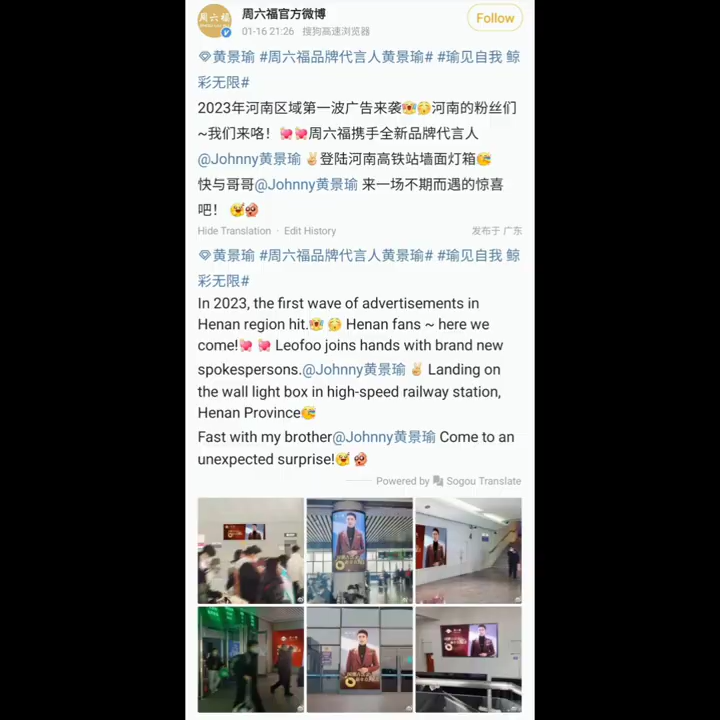 周六福
周六福官方微博
01-16 21:26 搜狗高速浏览器
Follow
黄景瑜 #周六福品牌代言人黄景瑜# #瑜见自我 鲸
彩无限#
2023年河南区域第一波广告来袭🥳😚河南的粉丝们
~我们来咯！💘💘周六福携手全新品牌代言人
@Johnny黄景瑜 ✌登陆河南高铁站墙面灯箱🥳
快与哥哥@Johnny黄景瑜 来一场不期而遇的惊喜
吧！
Hide Translation · Edit History
发布于 广东
黄景瑜 #周六福品牌代言人黄景瑜# #瑜见自我 鲸
彩无限#
In 2023, the first wave of advertisements in
Henan region hit. Henan fans ~ here we
come!💘 💘 Leofoo joins hands with brand new
spokespersons.@Johnny黄景瑜 ✌ Landing on
the wall light box in high-speed railway station,
Henan Province
Fast with my brother@Johnny黄景瑜 Come to an
unexpected surprise!
Powered by Sogou Translate